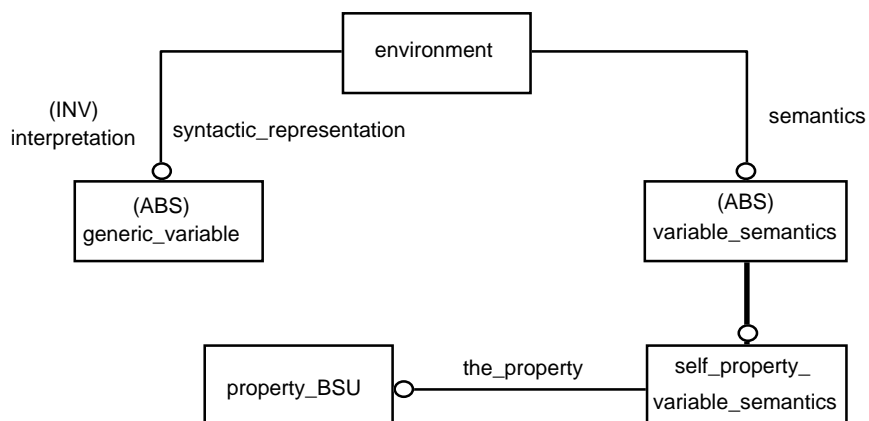 environment
(INV)
interpretation
syntactic_representation
semantics
(ABS)
generic_variable
(ABS)
variable_semantics
property_BSU
the_property
self_property_
variable_semantics